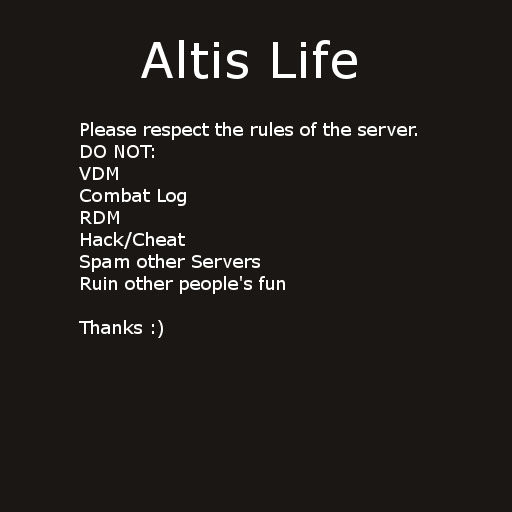 Altis Life
Please respect the rules of the server.
DO NOT:
VDM
Combat Log
RDM
Hack/Cheat
Spam other Servers
Ruin other people's fun
Thanks :)